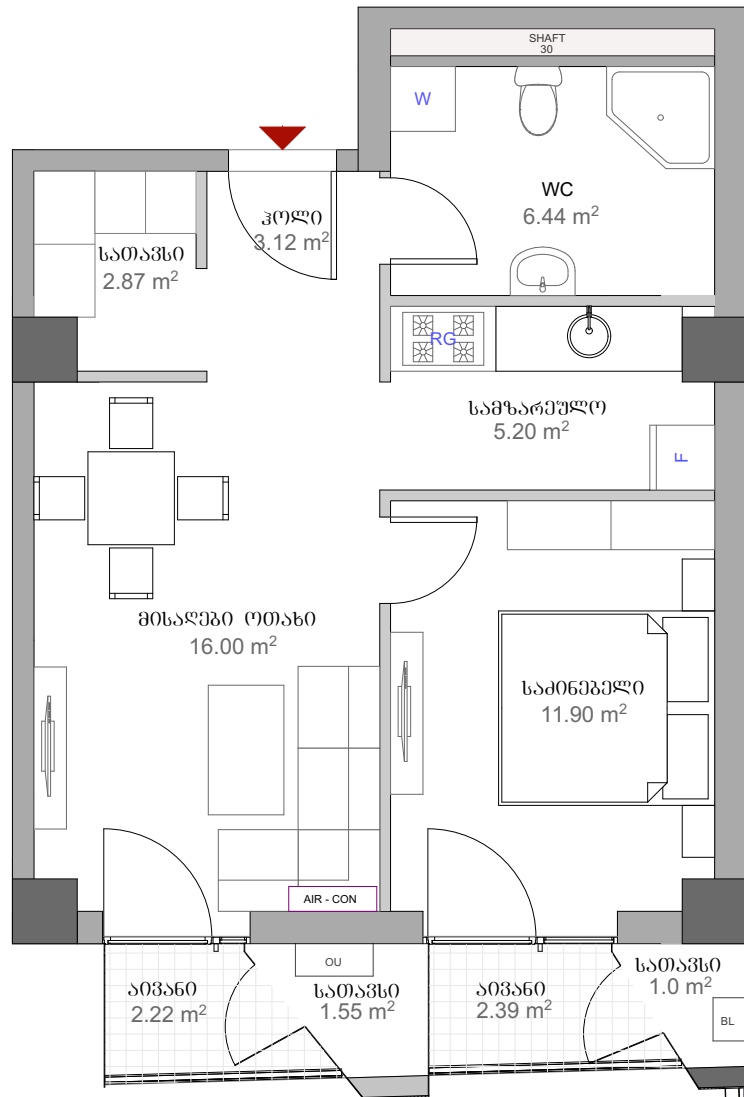 SHAFT
30
W
WC
6.44 m²
ჰოლი
3.12 m²
სათავსი
2.87 m²
RG
სამზარეულო
5.20 m²
F
მისაღები ოთახი
16.00 m²
საძინებელი
11.90 m²
AIR - CON
OU
აივანი
2.22 m²
სათავსი
1.55 m²
აივანი
2.39 m²
სათავსი
1.0 m²
BL